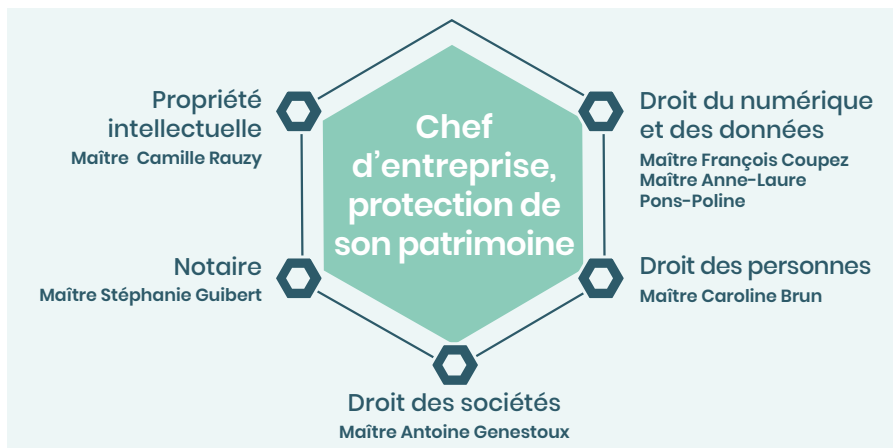 Chef
d'entreprise,
protection de
son patrimoine
Propriété
intellectuelle
Maître Camille Rauzy
Droit du numérique
et des données
Maître François Coupez
Maître Anne-Laure
Pons-Poline
Notaire
Maître Stéphanie Guibert
Droit des personnes
Maître Caroline Brun
Droit des sociétés
Maître Antoine Genestoux